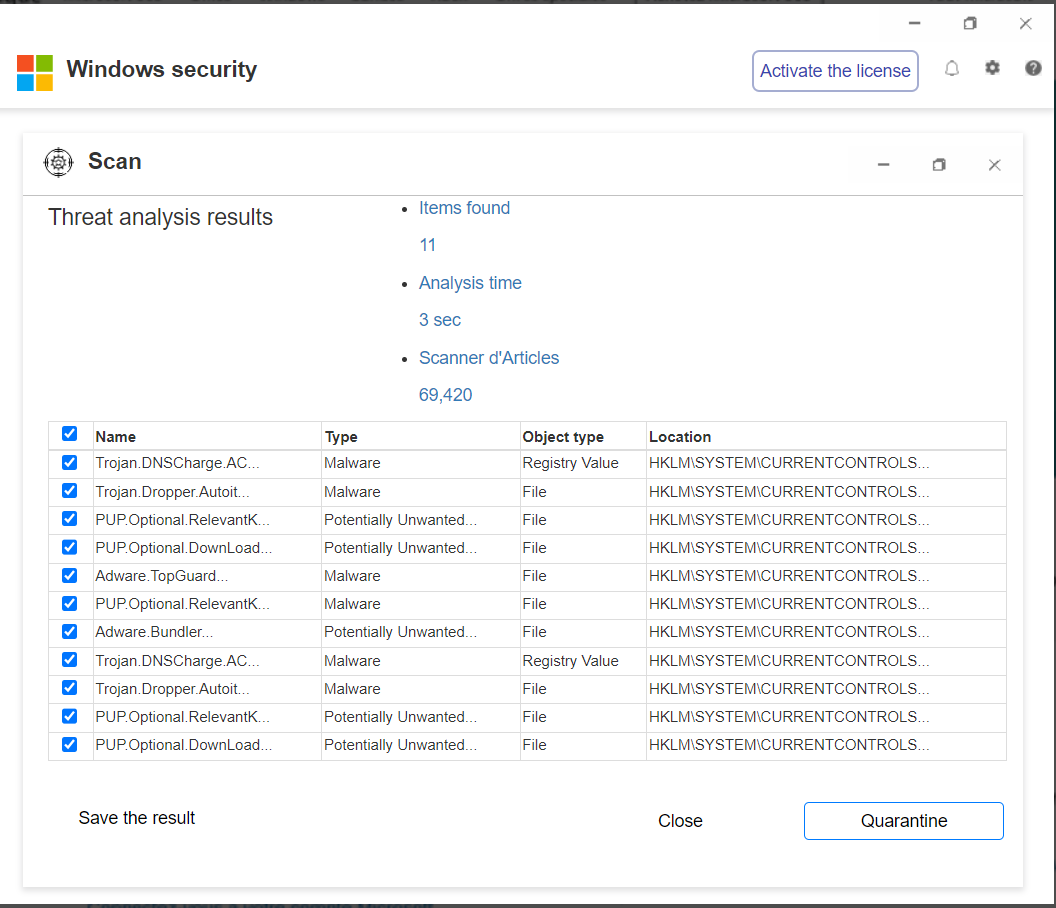 Windows security
Activate the license
Scan
Threat analysis results
Items found
11
Analysis time
3 sec
Scanner d'Articles
69,420
Name Type Object type Location
Trojan.DNSCharge.AC... Malware Registry Value HKLM\SYSTEM\CURRENTCONTROLS...
Trojan.Dropper.Autoit... Malware File HKLM\SYSTEM\CURRENTCONTROLS...
PUP.Optional.RelevantK... Potentially Unwanted... File HKLM\SYSTEM\CURRENTCONTROLS...
PUP.Optional.DownLoad... Potentially Unwanted... File HKLM\SYSTEM\CURRENTCONTROLS...
Adware.TopGuard... Malware File HKLM\SYSTEM\CURRENTCONTROLS...
PUP.Optional.RelevantK... Malware File HKLM\SYSTEM\CURRENTCONTROLS...
Adware.Bundler... Potentially Unwanted... File HKLM\SYSTEM\CURRENTCONTROLS...
Trojan.DNSCharge.AC... Malware Registry Value HKLM\SYSTEM\CURRENTCONTROLS...
Trojan.Dropper.Autoit... Malware File HKLM\SYSTEM\CURRENTCONTROLS...
PUP.Optional.RelevantK... Potentially Unwanted... File HKLM\SYSTEM\CURRENTCONTROLS...
PUP.Optional.DownLoad... Potentially Unwanted... File HKLM\SYSTEM\CURRENTCONTROLS...
Save the result Close Quarantine